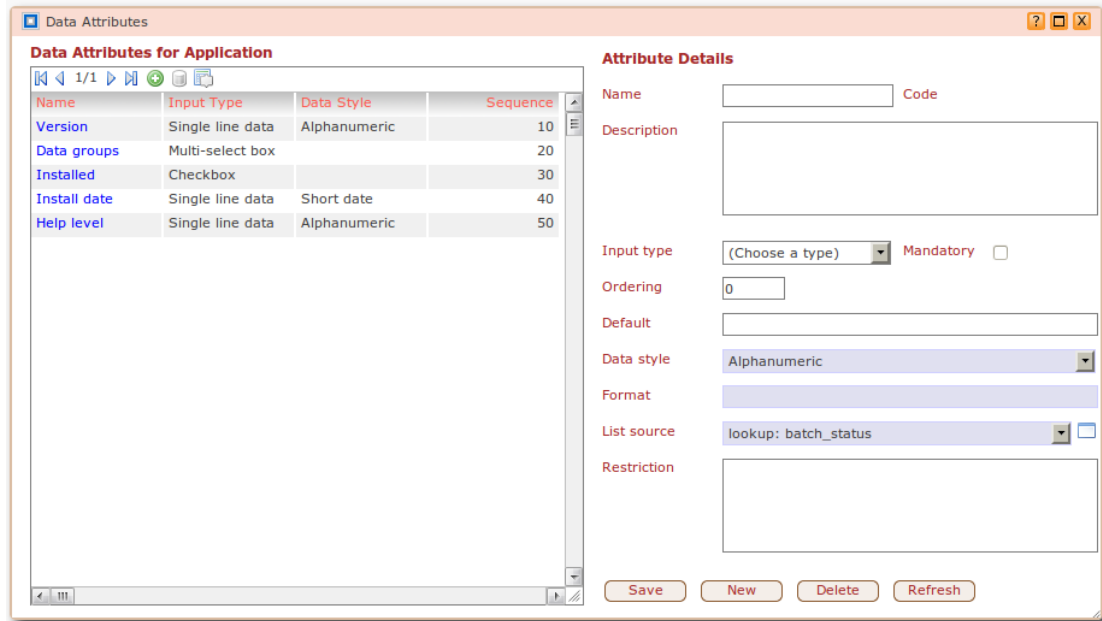 Data Attributes ? X
Data Attributes for Application
1/1
Name Input Type Data Style Sequence
Version Single line data Alphanumeric 10
Data groups Multi-select box 20
Installed Checkbox 30
Install date Single line data Short date 40
Help level Single line data Alphanumeric 50
Attribute Details
Name Code
Description
Input type (Choose a type) Mandatory
Ordering 0
Default
Data style Alphanumeric
Format
List source lookup: batch_status
Restriction
Save New Delete Refresh